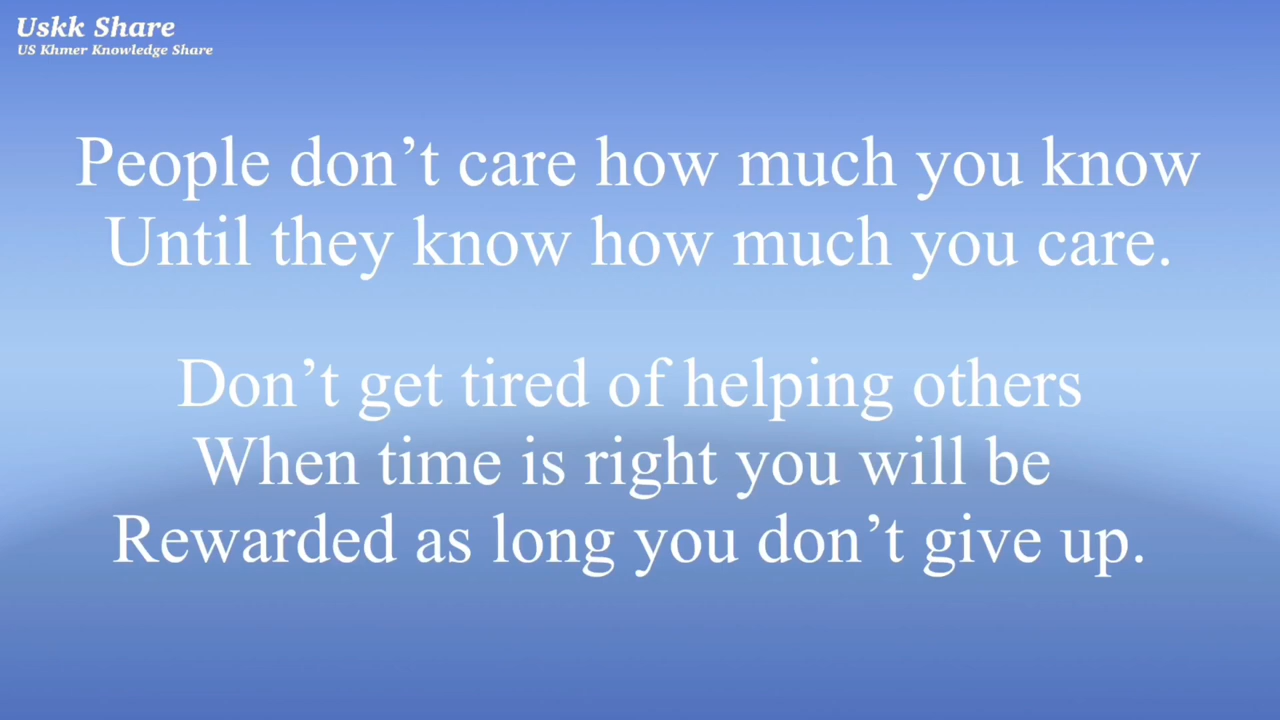 Uskk Share
US Khmer Knowledge Share
People don’t care how much you know
Until they know how much you care.
Don’t get tired of helping others
When time is right you will be
Rewarded as long you don’t give up.